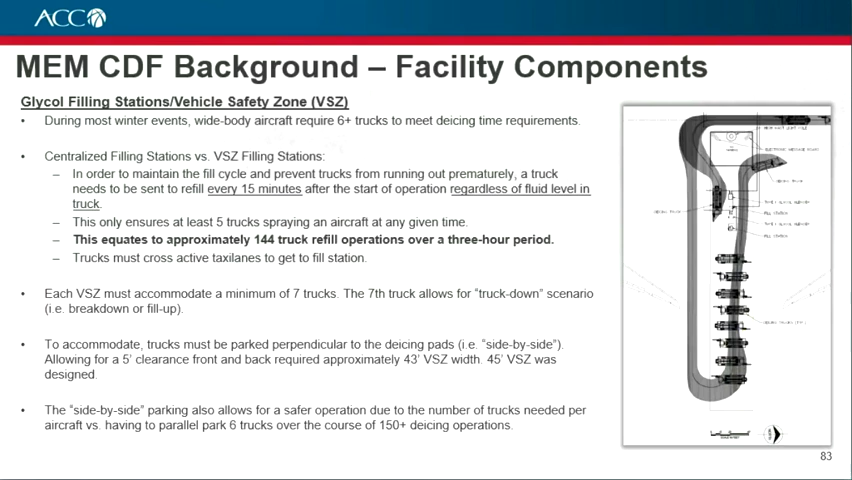 ACC
MEM CDF Background – Facility Components
Glycol Filling Stations/Vehicle Safety Zone (VSZ)
• During most winter events, wide-body aircraft require 6+ trucks to meet deicing time requirements.
• Centralized Filling Stations vs. VSZ Filling Stations:
– In order to maintain the fill cycle and prevent trucks from running out prematurely, a truck
needs to be sent to refill every 15 minutes after the start of operation regardless of fluid level in
truck.
– This only ensures at least 5 trucks spraying an aircraft at any given time.
– This equates to approximately 144 truck refill operations over a three-hour period.
– Trucks must cross active taxilanes to get to fill station.
• Each VSZ must accommodate a minimum of 7 trucks. The 7th truck allows for “truck-down” scenario
(i.e. breakdown or fill-up).
• To accommodate, trucks must be parked perpendicular to the deicing pads (i.e. “side-by-side”).
Allowing for a 5’ clearance front and back required approximately 43’ VSZ width. 45’ VSZ was
designed.
• The “side-by-side” parking also allows for a safer operation due to the number of trucks needed per
aircraft vs. having to parallel park 6 trucks over the course of 150+ deicing operations.
83